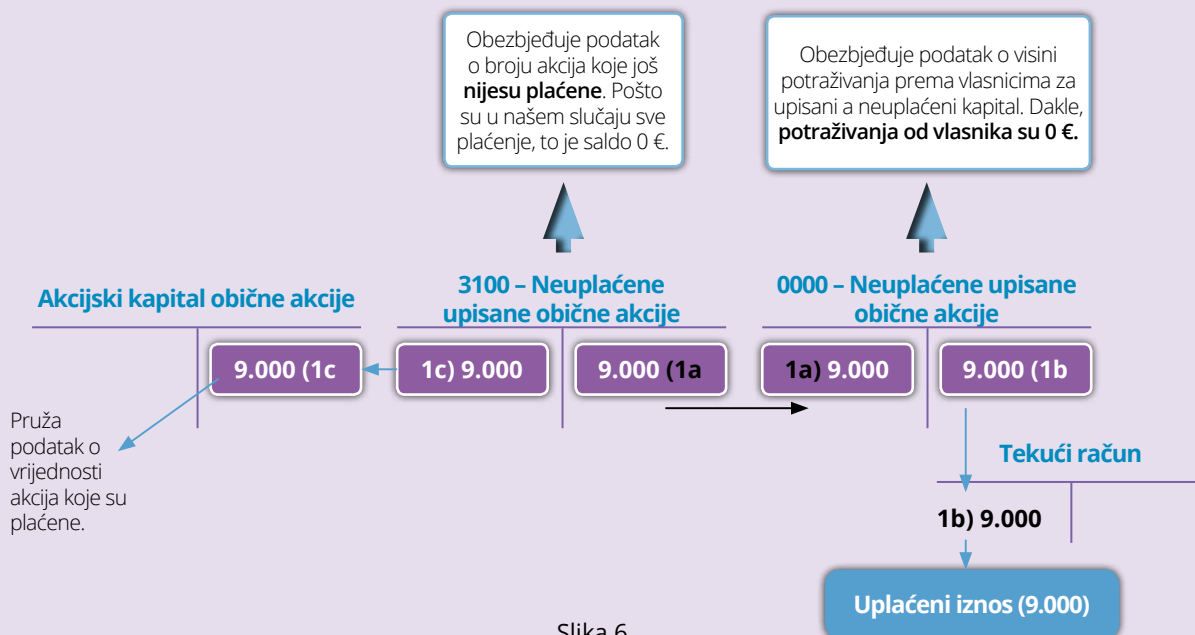 Obezbjeđuje podatak
o broju akcija koje još
nijesu plaćene. Pošto
su u našem slučaju sve
plaćenje, to je saldo 0 €.
Obezbjeđuje podatak o visini
potraživanja prema vlasnicima za
upisani a neuplaćeni kapital. Dakle,
potraživanja od vlasnika su 0 €.
Akcijski kapital obične akcije
3100 – Neuplaćene
upisane obične akcije
0000 – Neuplaćene upisane
obične akcije
9.000 (1c
1c) 9.000
9.000 (1a
1a) 9.000
9.000 (1b
Pruža
podatak o
vrijednosti
akcija koje su
plaćene.
Tekući račun
1b) 9.000
Uplaćeni iznos (9.000)
Slika 6